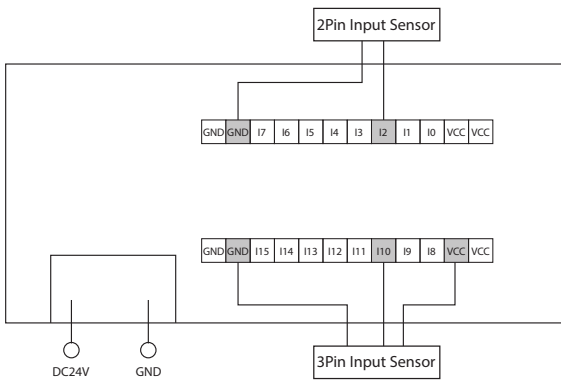 2Pin Input Sensor
GND GND I7 I6 I5 I4 I3 I2 I1 I0 VCC VCC
GND GND I15 I14 I13 I12 I11 I10 I9 I8 VCC VCC
DC24V GND
3Pin Input Sensor